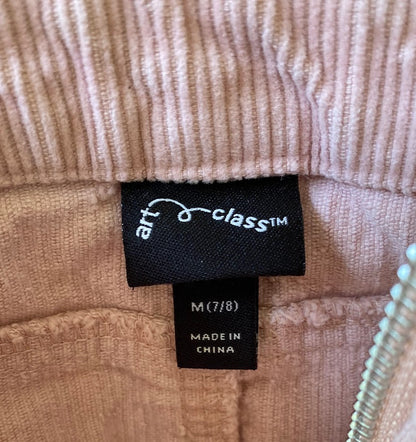 art class™
M (7/8)
MADE IN
CHINA